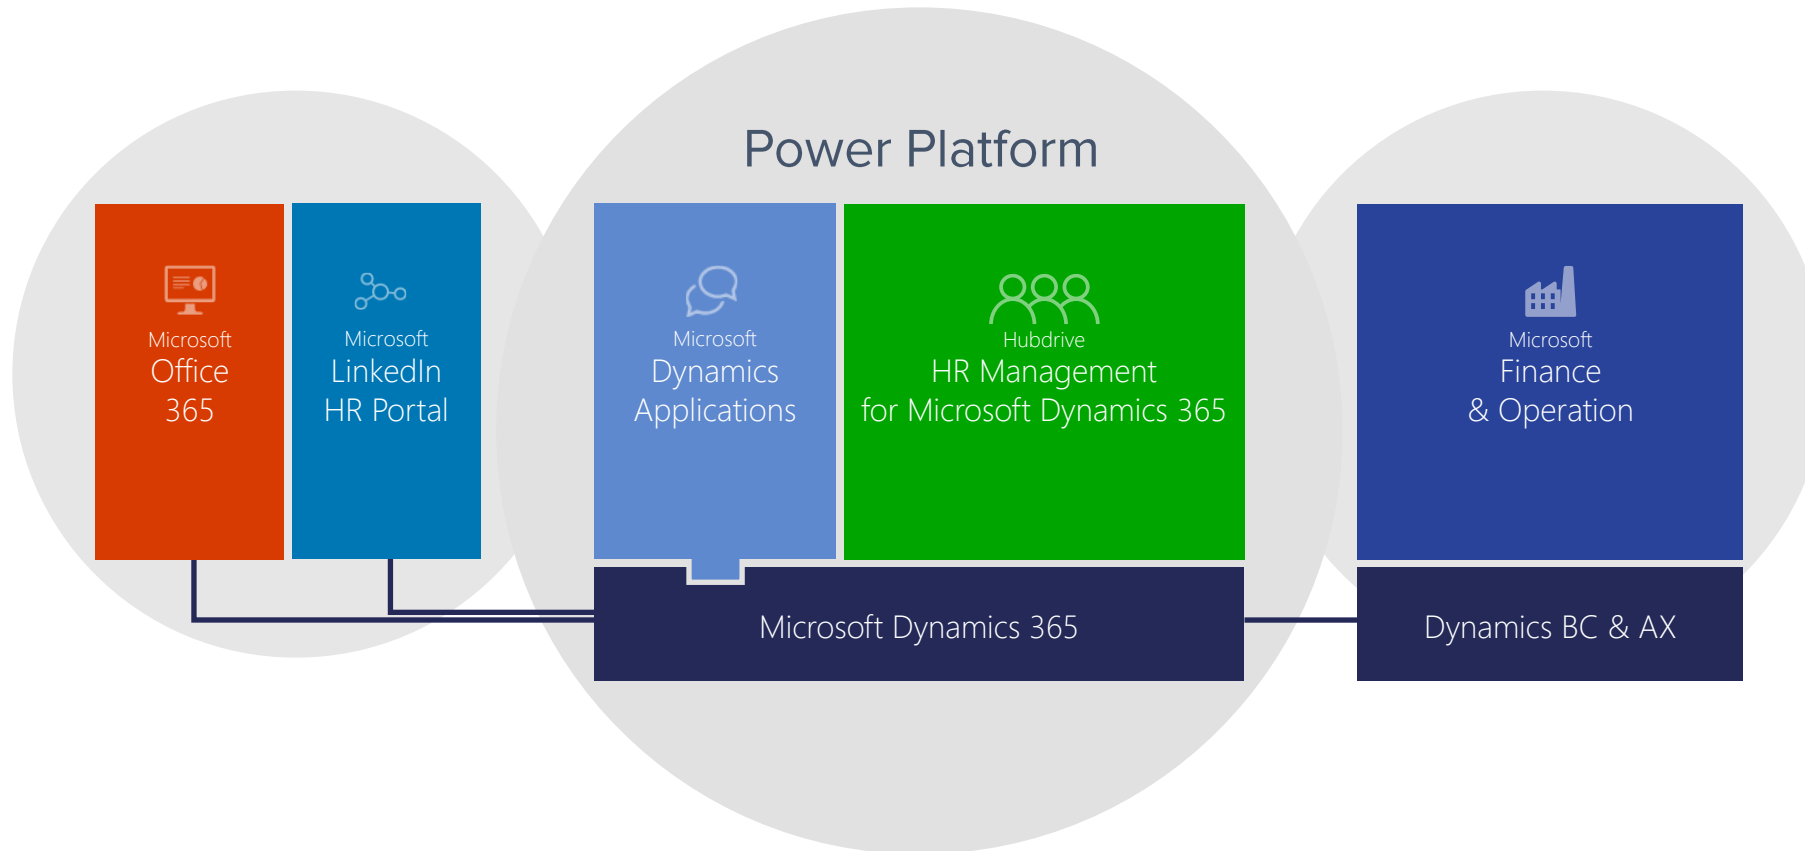 Power Platform
Microsoft
Office
365
Microsoft
LinkedIn
HR Portal
Microsoft
Dynamics
Applications
Hubdrive
HR Management
for Microsoft Dynamics 365
Microsoft
Finance
& Operation
Microsoft Dynamics 365
Dynamics BC & AX